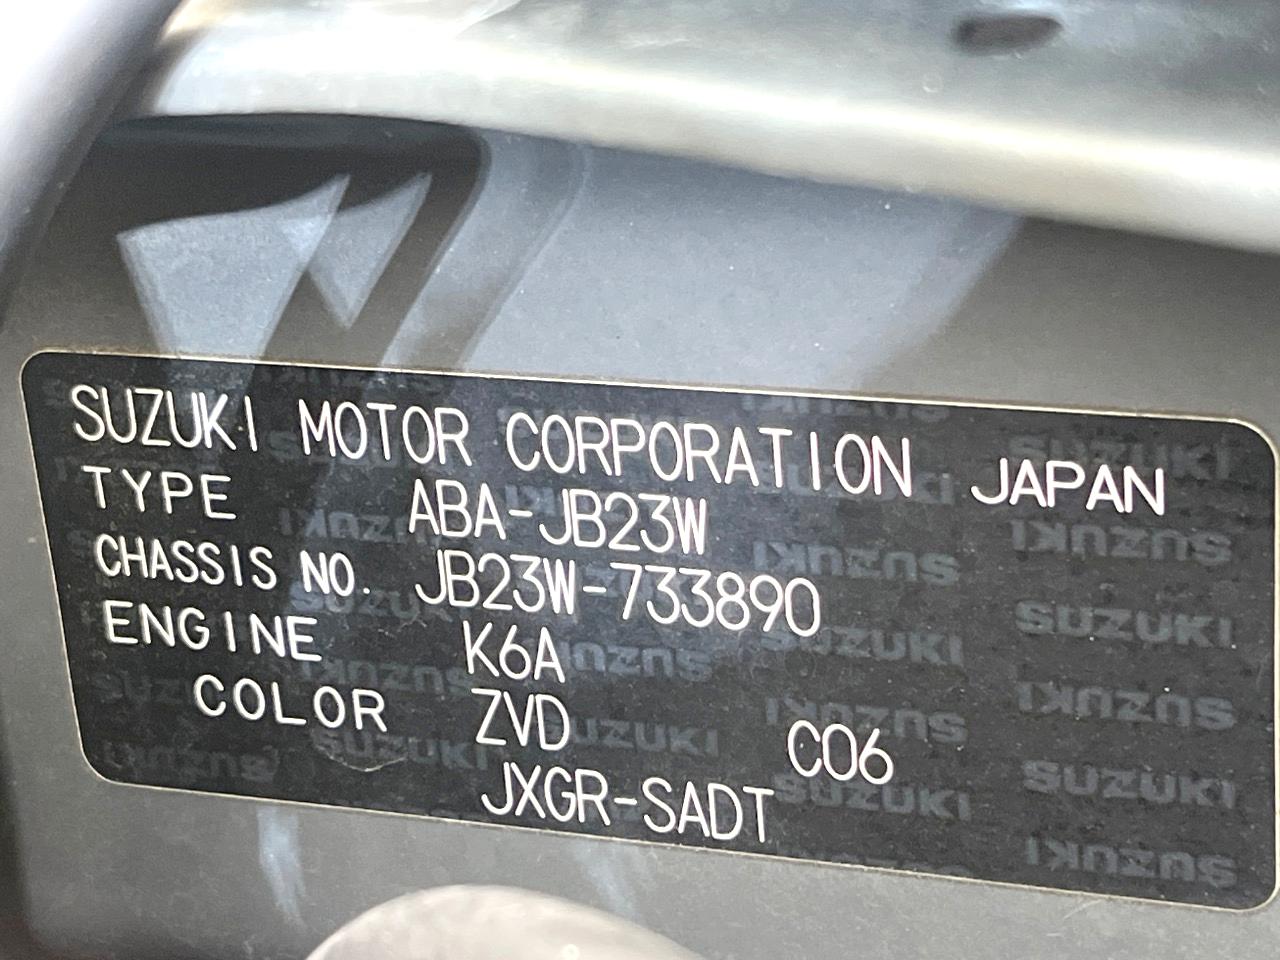 SUZUKI MOTOR CORPORATION JAPAN
TYPE ABA-JB23W
CHASSIS NO. JB23W-733890
ENGINE K6A
COLOR ZVD C06
JXGR-SADT